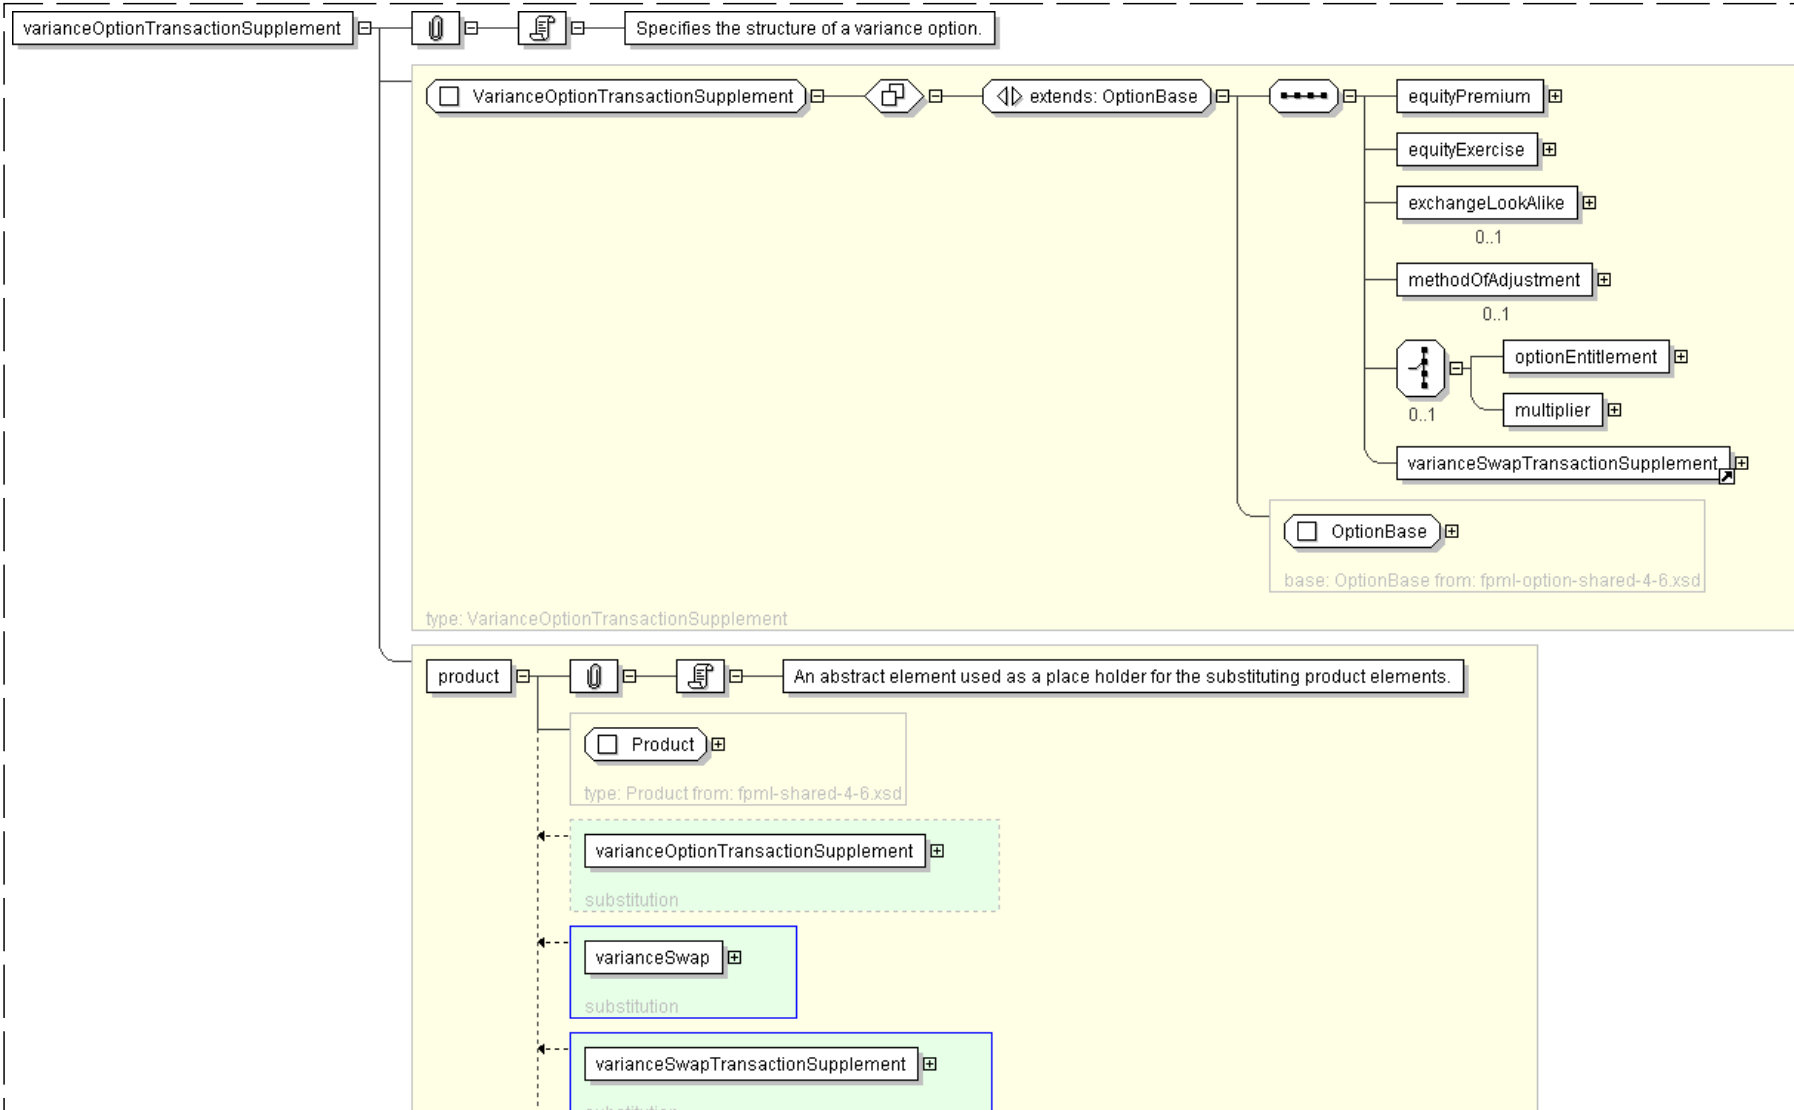 varianceOptionTransactionSupplement
Specifies the structure of a variance option.
VarianceOptionTransactionSupplement
extends: OptionBase
equityPremium
equityExercise
exchangeLookAlike
0..1
methodOfAdjustment
0..1
optionEntitlement
multiplier
0..1
varianceSwapTransactionSupplement
OptionBase
base: OptionBase from: fpml-option-shared-4-6.xsd
type: VarianceOptionTransactionSupplement
product
An abstract element used as a place holder for the substituting product elements.
Product
type: Product from: fpml-shared-4-6.xsd
varianceOptionTransactionSupplement
substitution
varianceSwap
substitution
varianceSwapTransactionSupplement